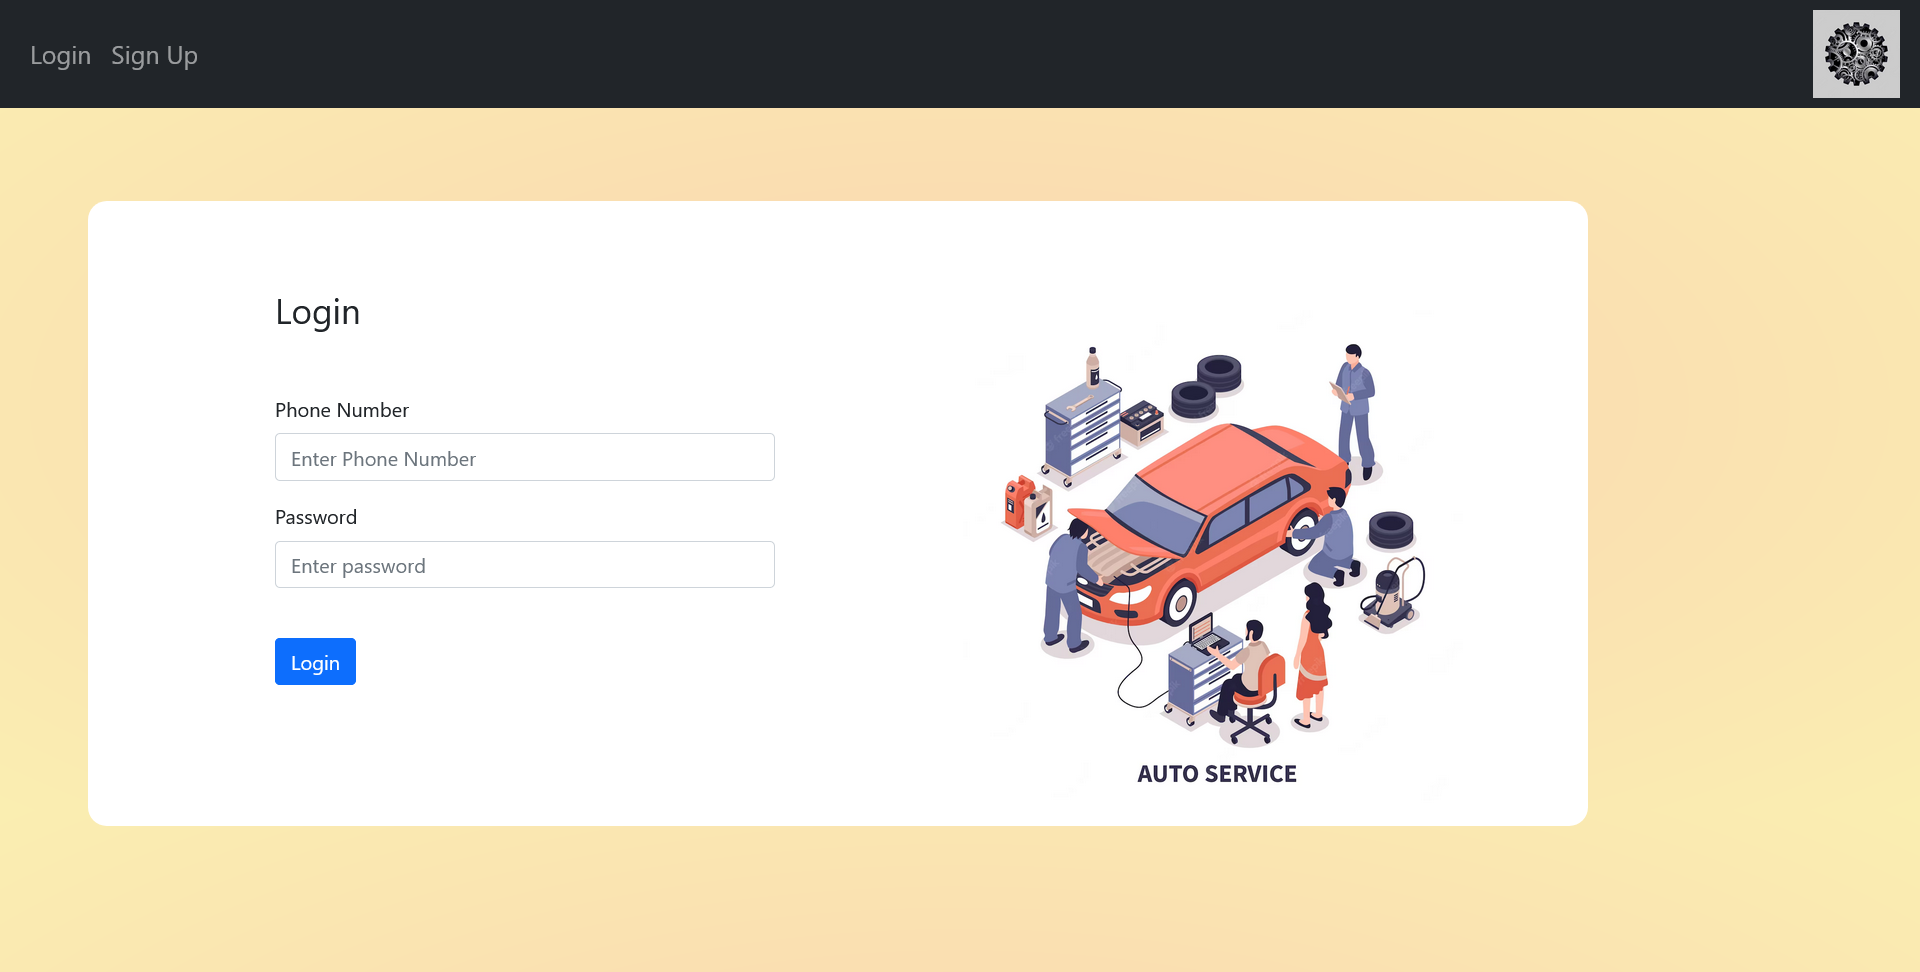 Login Sign Up
Login
Phone Number
Enter Phone Number
Password
Enter password
Login
AUTO SERVICE